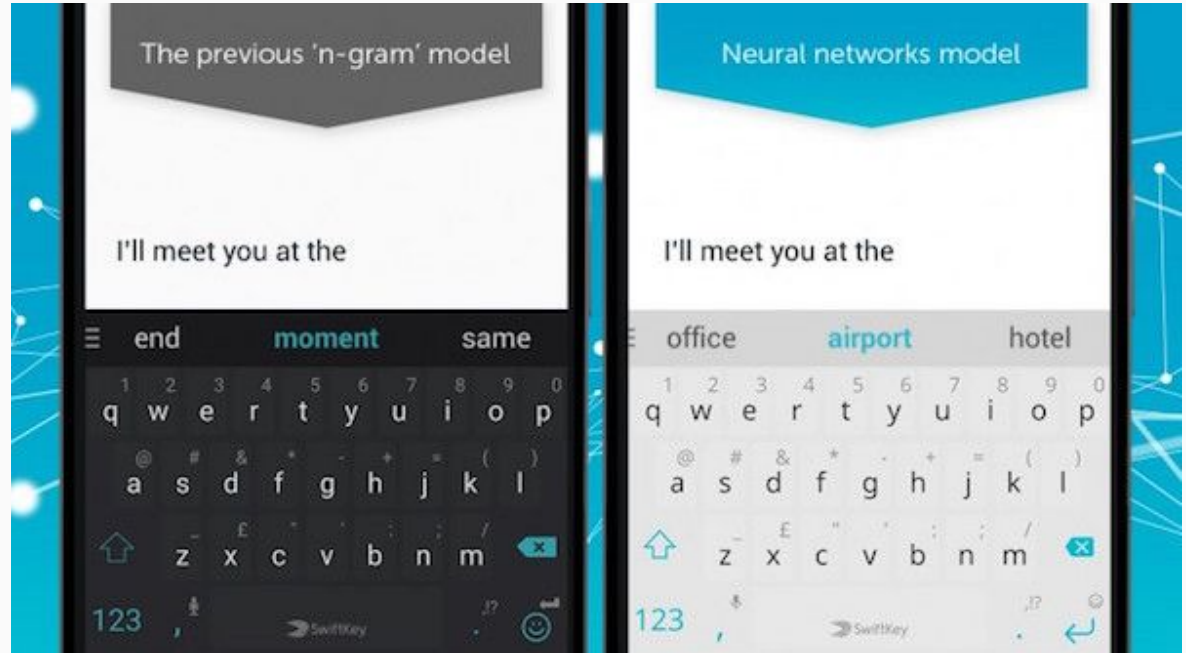 The previous 'n-gram' model
I'll meet you at the
end moment same
1 2 3 4 5 6 7 8 9 0
q w e r t y u i o p
@ # & * - + = ( )
a s d f g h j k l
_ £ " ' : ; /
z x c v b n m
123 , SwiftKey . ,!?
Neural networks model
I'll meet you at the
office airport hotel
1 2 3 4 5 6 7 8 9 0
q w e r t y u i o p
@ # & * - + = ( )
a s d f g h j k l
_ £ " ' : ; /
z x c v b n m
123 , SwiftKey . ,!?